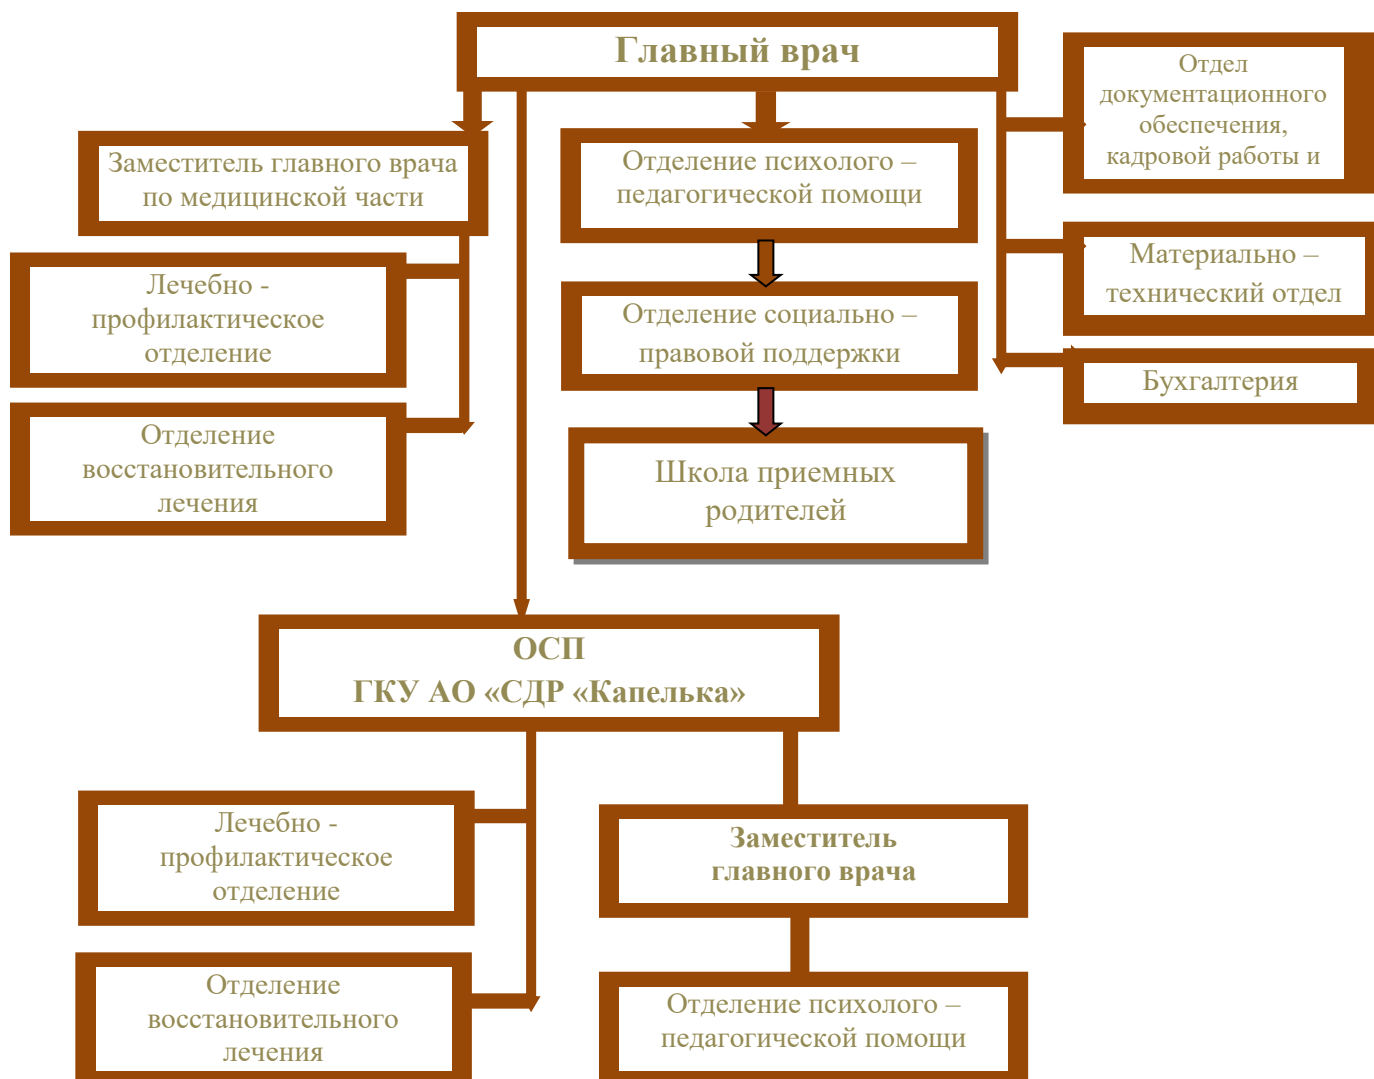 Главный врач
Отдел
документационного
обеспечения,
кадровой работы и
Заместитель главного врача
по медицинской части
Отделение психолого –
педагогической помощи
Материально –
технический отдел
Лечебно -
профилактическое
отделение
Отделение социально –
правовой поддержки
Бухгалтерия
Отделение
восстановительного
лечения
Школа приемных
родителей
ОСП
ГКУ АО «СДР «Капелька»
Лечебно -
профилактическое
отделение
Заместитель
главного врача
Отделение
восстановительного
лечения
Отделение психолого –
педагогической помощи